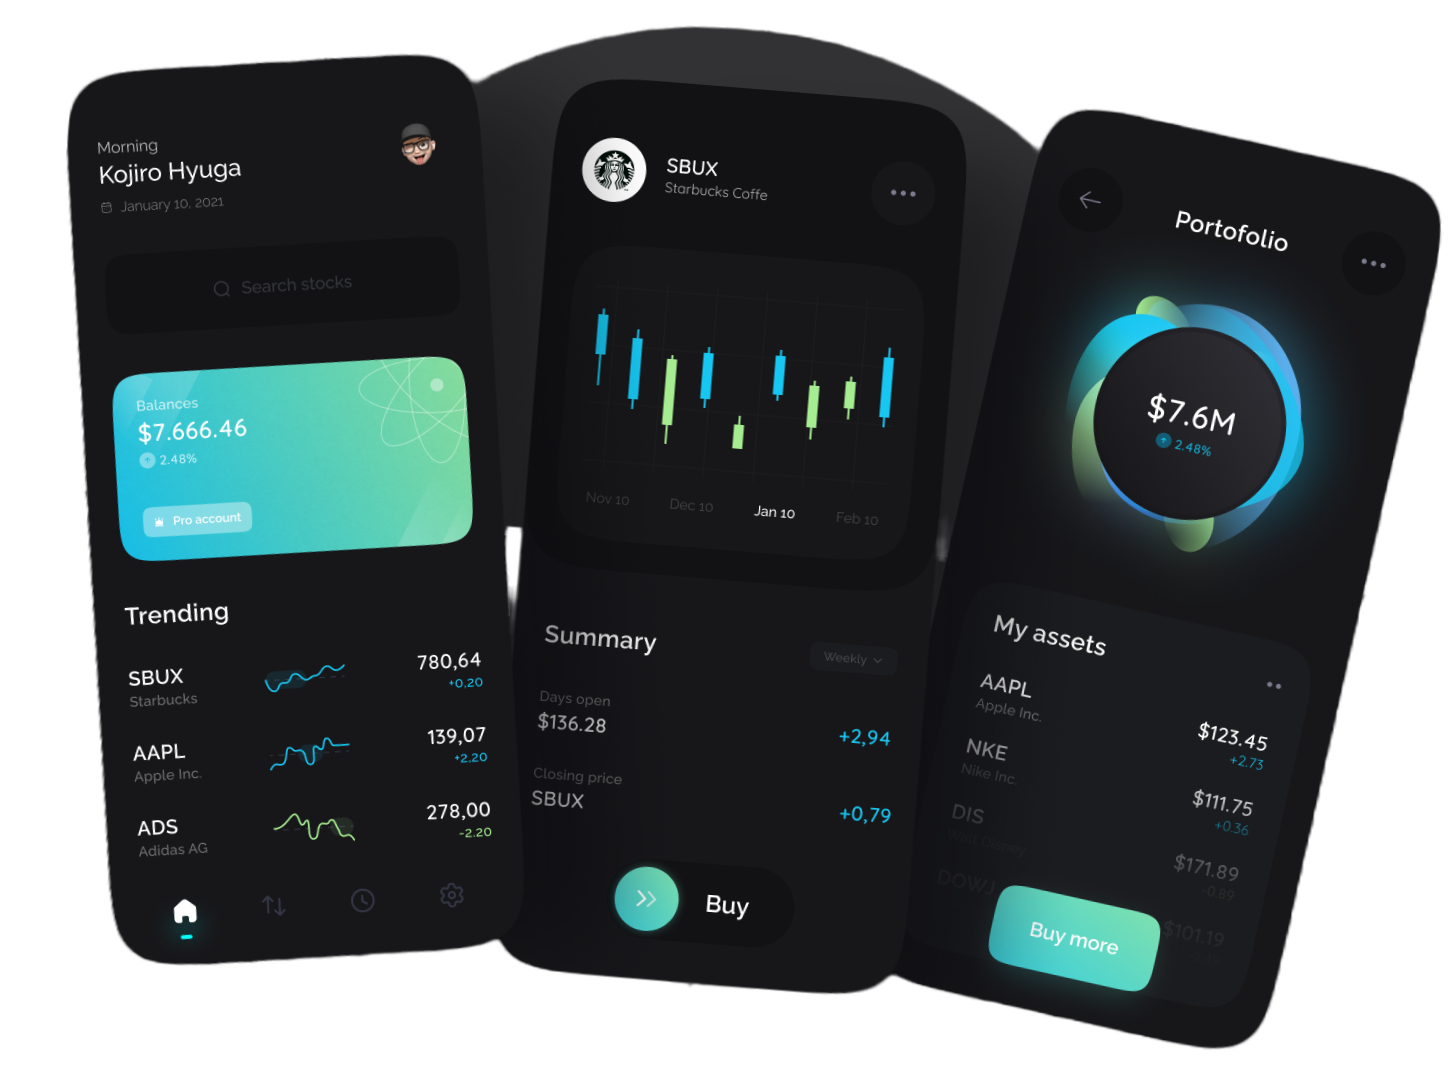 Morning
Kojiro Hyuga
January 10, 2021
Search stocks
Balances
$7.666.46
2.48%
Pro account
Trending
SBUX
Starbucks
780,64
+0,20
AAPL
Apple Inc.
139,07
+2,20
ADS
Adidas AG
278,00
-2.20
SBUX
Starbucks Coffe
Nov 10
Dec 10
Jan 10
Feb 10
Summary
Weekly
Days open
$136.28
+2,94
Closing price
SBUX
+0,79
Buy
Portofolio
$7.6M
2.48%
My assets
AAPL
Apple Inc.
$123.45
+2.73
NKE
Nike Inc.
$111.75
+0.36
DIS
Walt Disney
$171.89
-0.89
DOWJ
$101.19
Buy more